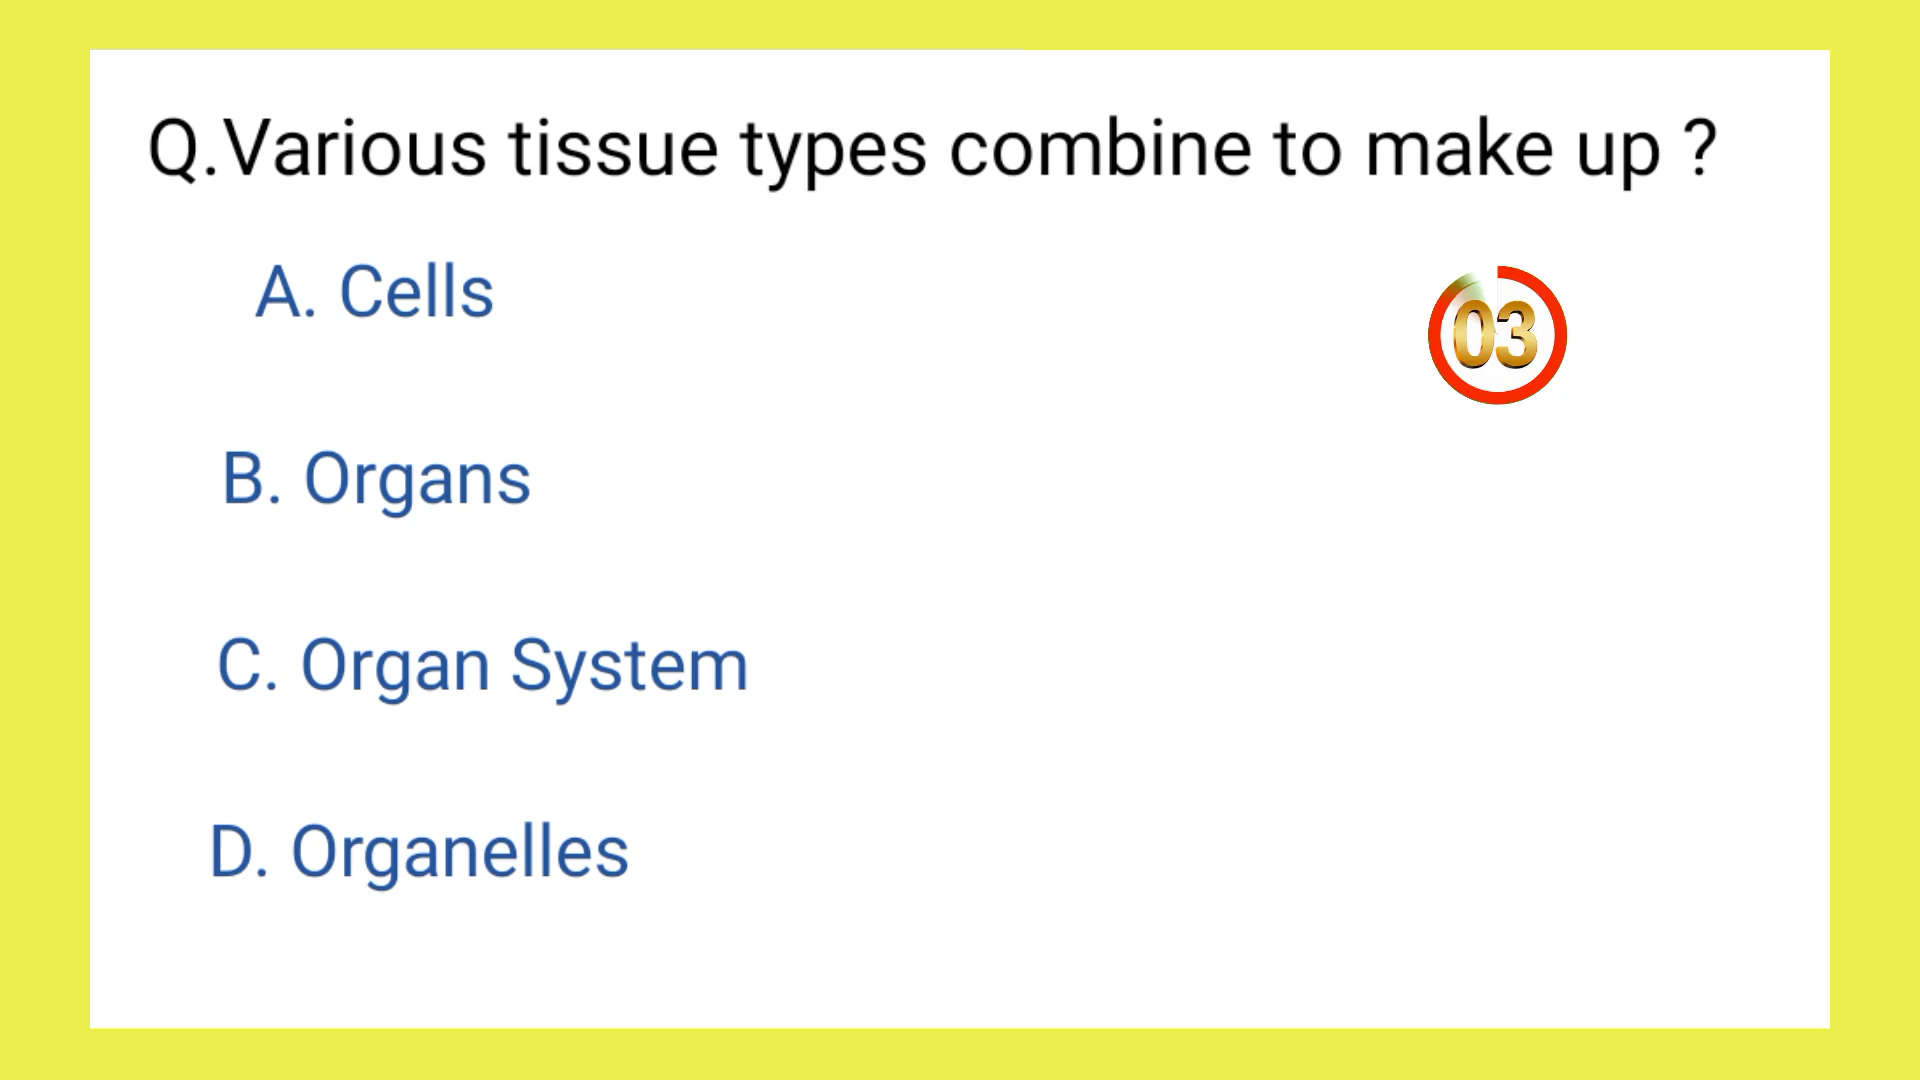 Q.Various tissue types combine to make up ?
A. Cells
03
B. Organs
C. Organ System
D. Organelles